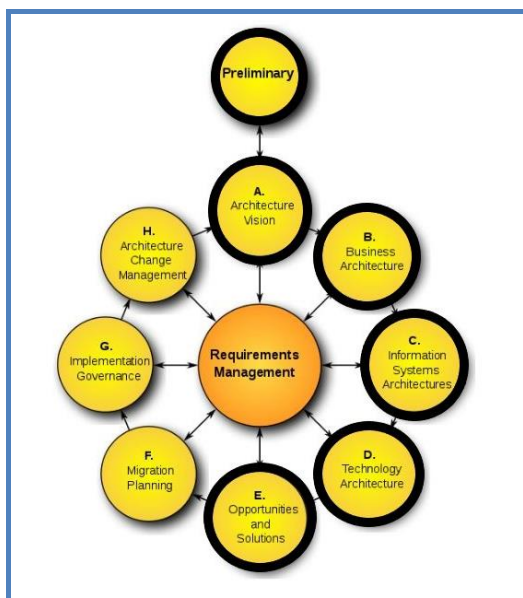 Preliminary
A.
Architecture
Vision
B.
Business
Architecture
C.
Information
Systems
Architectures
D.
Technology
Architecture
E.
Opportunities
and
Solutions
F.
Migration
Planning
G.
Implementation
Governance
H.
Architecture
Change
Management
Requirements
Management